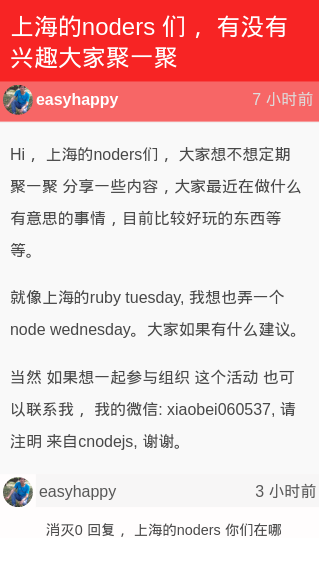 上海的noders 们 ，有没有
兴趣大家聚一聚
easyhappy 7 小时前
Hi ，上海的noders们 ，大家想不想定期
聚一聚 分享一些内容 ，大家最近在做什么
有意思的事情 ，目前比较好玩的东西等
等。
就像上海的ruby tuesday, 我想也弄一个
node wednesday。大家如果有什么建议。
当然 如果想一起参与组织 这个活动 也可
以联系我 ，我的微信: xiaobei060537, 请
注明 来自cnodejs, 谢谢。
easyhappy 3 小时前
消灭0 回复 ，上海的noders 你们在哪